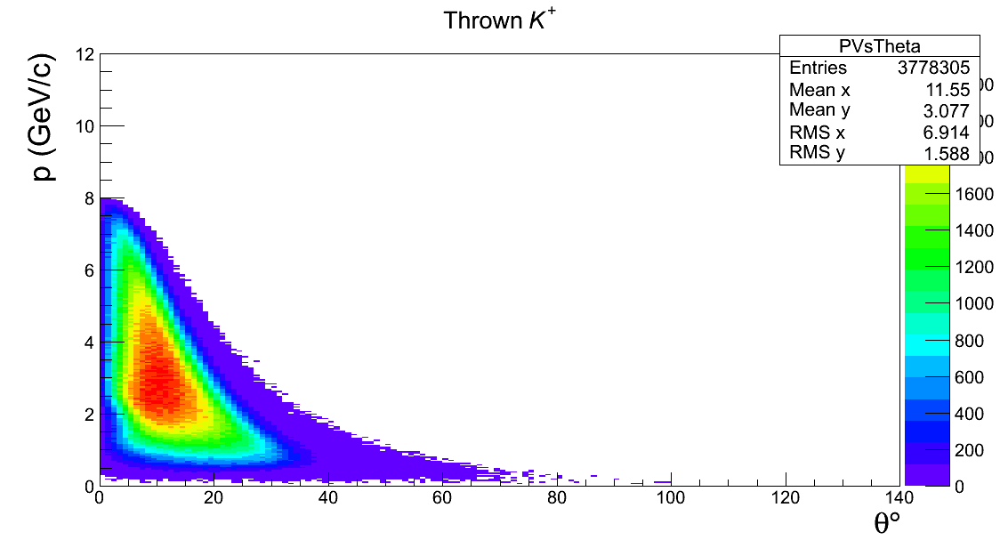 Thrown K+
PVsTheta
Entries 3778305
Mean x 11.55
Mean y 3.077
RMS x 6.914
RMS y 1.588
p (GeV/c)
12
10
8
6
4
2
0
0 20 40 60 80 100 120 140
θ°
1600
1400
1200
1000
800
600
400
200
0